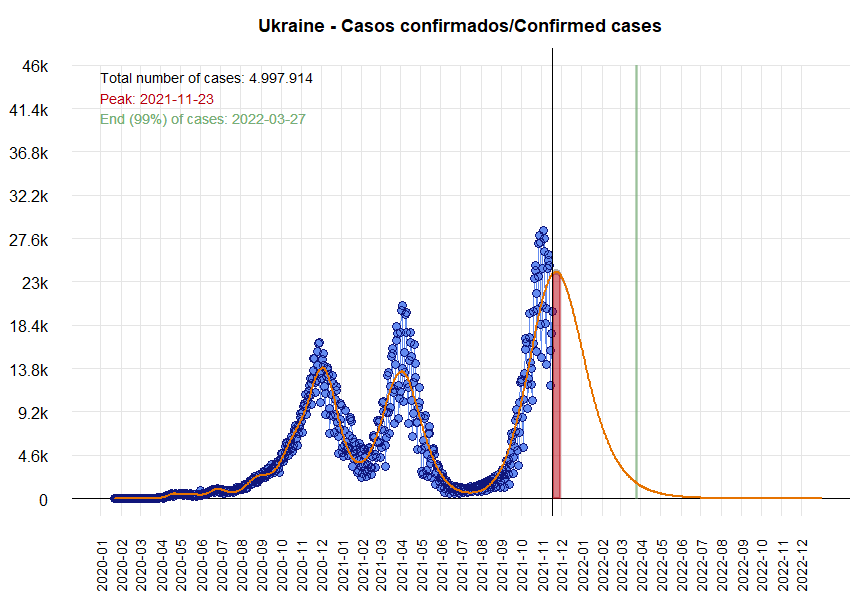 Ukraine - Casos confirmados/Confirmed cases
46k
Total number of cases: 4.997.914
Peak: 2021-11-23
41.4k
End (99%) of cases: 2022-03-27
36.8k
32.2k
27.6k
23k
18.4k
13.8k
9.2k
4.6k
0
2020-01
2020-02
2020-03
2020-04
2020-05
2020-06
2020-07
2020-08
2020-09
2020-10
2020-11
2020-12
2021-01
2021-02
2021-03
2021-04
2021-05
2021-06
2021-07
2021-08
2021-09
2021-10
2021-11
2021-12
2022-01
2022-02
2022-03
2022-04
2022-05
2022-06
2022-07
2022-08
2022-09
2022-10
2022-11
2022-12